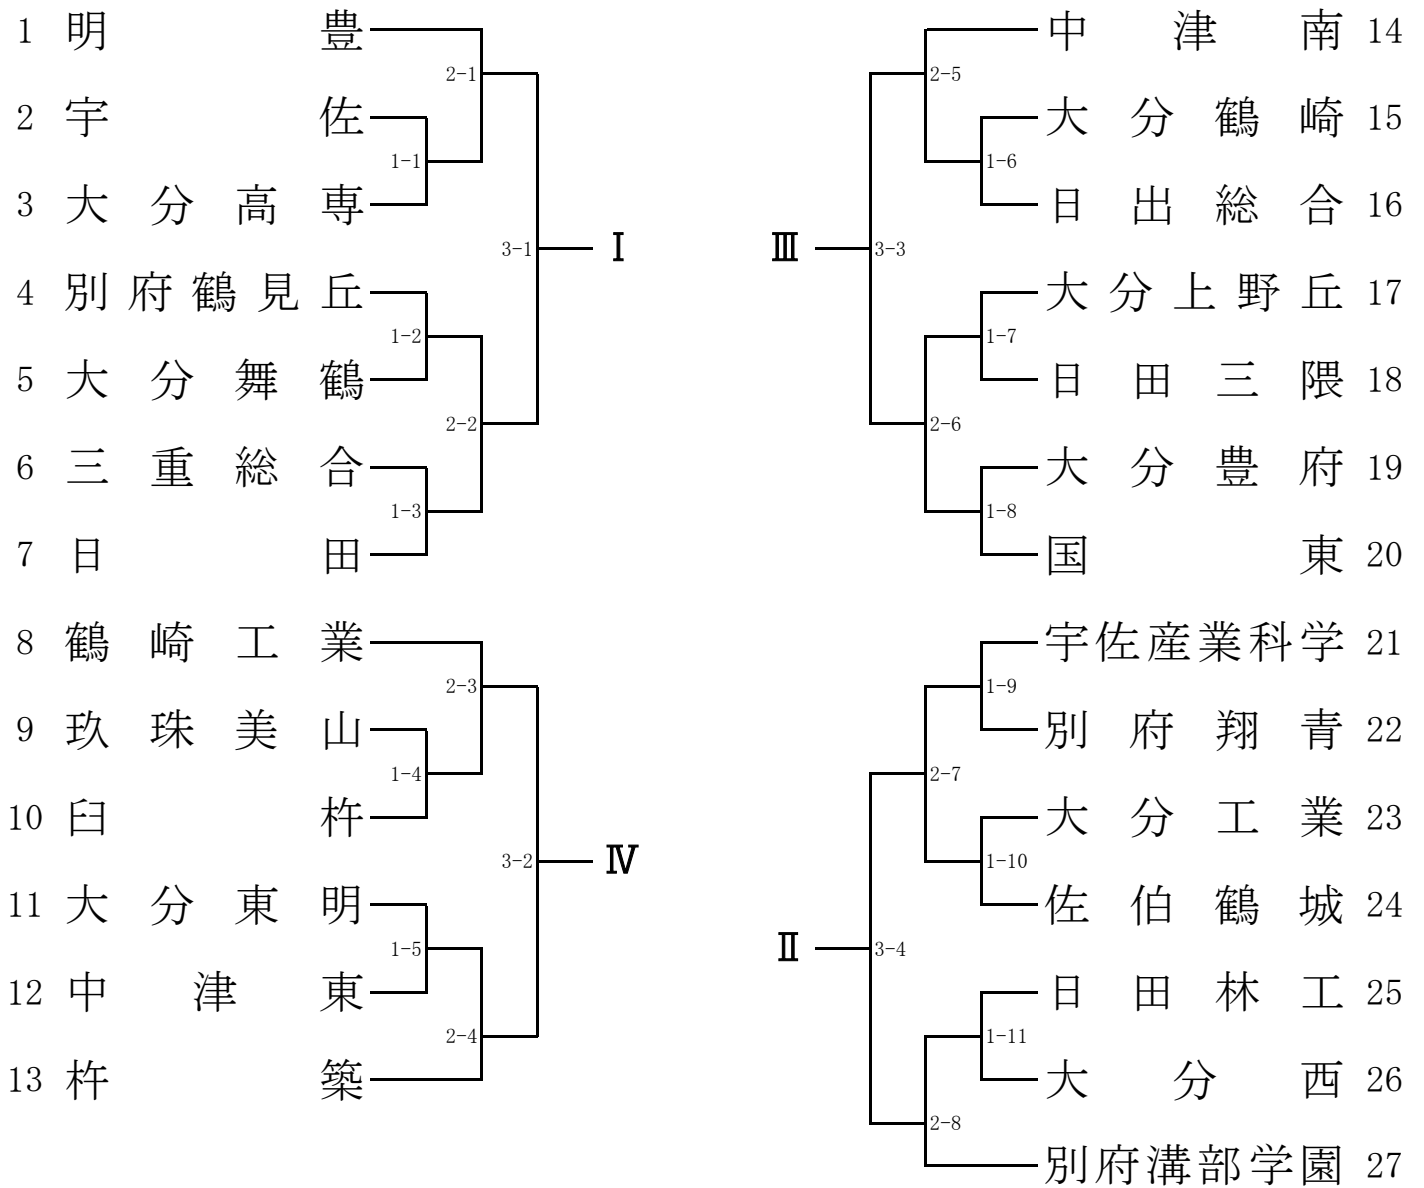 1 明豊
2-1
2 宇佐
1-1
3 大分高専
3-1 Ⅰ
4 別府鶴見丘
1-2
5 大分舞鶴
2-2
6 三重総合
1-3
7 日田
8 鶴崎工業
2-3
9 玖珠美山
1-4
10 臼杵
3-2 Ⅳ
11 大分東明
1-5
12 中津東
2-4
13 杵築
中津南 14
2-5
大分鶴崎 15
1-6
日出総合 16
Ⅲ 3-3
大分上野丘 17
1-7
日田三隈 18
2-6
大分豊府 19
1-8
国東 20
宇佐産業科学 21
1-9
別府翔青 22
2-7
大分工業 23
1-10
佐伯鶴城 24
Ⅱ 3-4
日田林工 25
1-11
大分西 26
2-8
別府溝部学園 27